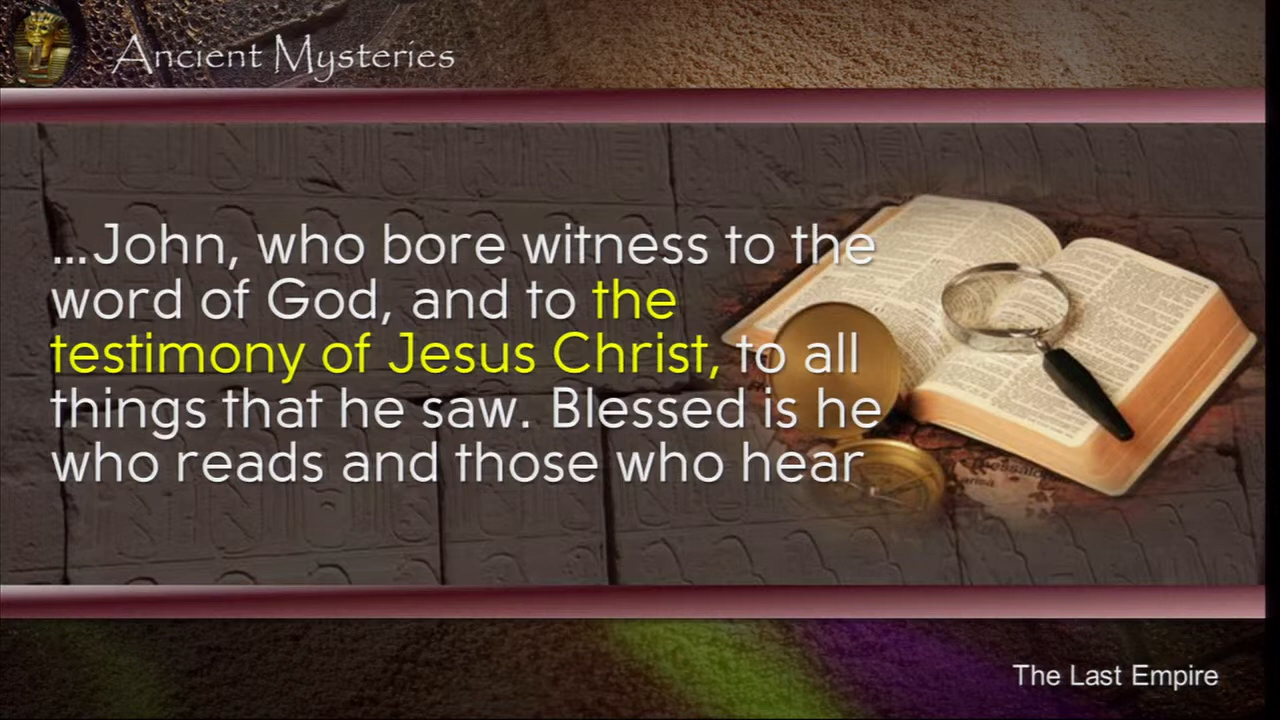 Ancient Mysteries
...John, who bore witness to the
word of God, and to the
testimony of Jesus Christ, to all
things that he saw. Blessed is he
who reads and those who hear
The Last Empire